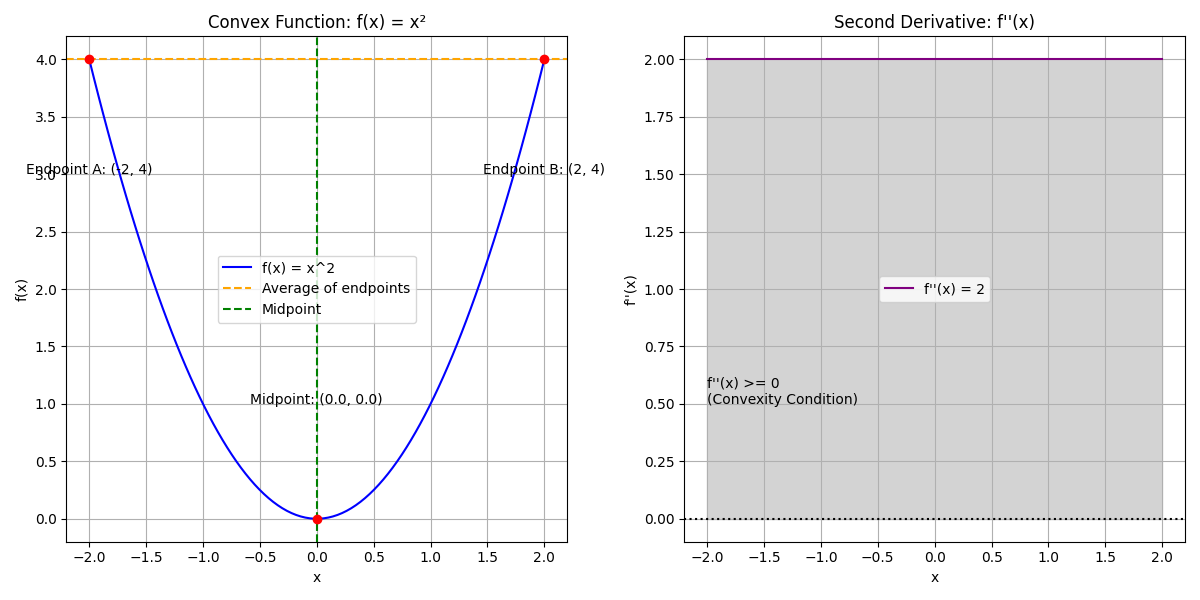 Convex Function: f(x) = x²
4.0
3.5
3.0
2.5
2.0
1.5
1.0
0.5
0.0
f(x)
Endpoint A: (-2, 4)
Endpoint B: (2, 4)
f(x) = x^2
Average of endpoints
Midpoint
Midpoint: (0.0, 0.0)
−2.0 −1.5 −1.0 −0.5 0.0 0.5 1.0 1.5 2.0
x
Second Derivative: f''(x)
2.00
1.75
1.50
1.25
1.00
0.75
0.50
0.25
0.00
f''(x)
f''(x) = 2
f''(x) >= 0
(Convexity Condition)
−2.0 −1.5 −1.0 −0.5 0.0 0.5 1.0 1.5 2.0
x